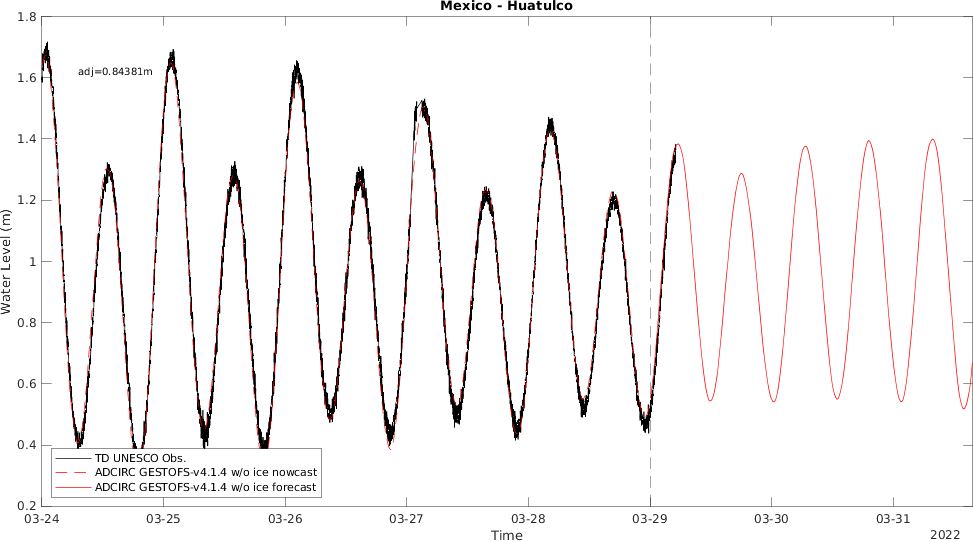 Mexico - Huatulco
1.8
1.6
1.4
1.2
1
0.8
0.6
0.4
0.2
Water Level (m)
adj=0.84381m
TD UNESCO Obs.
ADCIRC GESTOFS-v4.1.4 w/o ice nowcast
ADCIRC GESTOFS-v4.1.4 w/o ice forecast
03-24 03-25 03-26 03-27 03-28 03-29 03-30 03-31
Time
2022